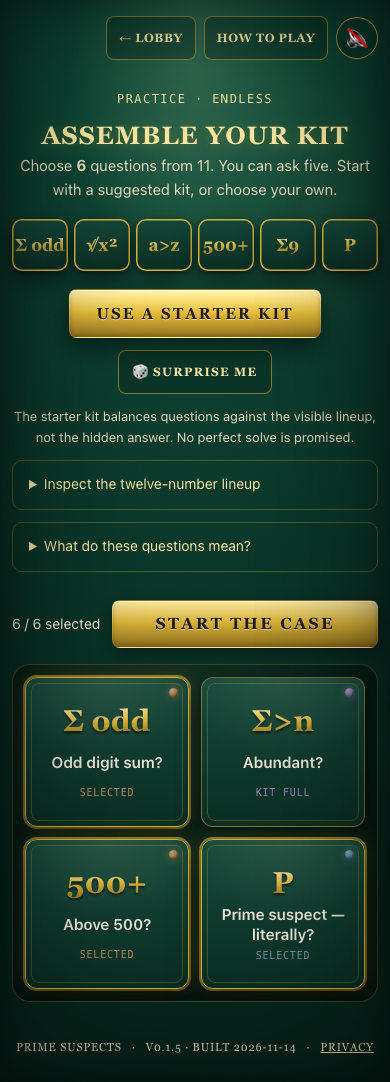 ← LOBBY
HOW TO PLAY
PRACTICE · ENDLESS
ASSEMBLE YOUR KIT
Choose 6 questions from 11. You can ask five. Start
with a suggested kit, or choose your own.
Σ odd
√x²
a>z
500+
Σ9
P
USE A STARTER KIT
🎲 SURPRISE ME
The starter kit balances questions against the visible lineup,
not the hidden answer. No perfect solve is promised.
▶ Inspect the twelve-number lineup
▶ What do these questions mean?
6 / 6 selected
START THE CASE
Σ odd
Odd digit sum?
SELECTED
Σ>n
Abundant?
KIT FULL
500+
Above 500?
SELECTED
P
Prime suspect —
literally?
SELECTED
PRIME SUSPECTS · V0.1.5 · BUILT 2026-11-14 · PRIVACY